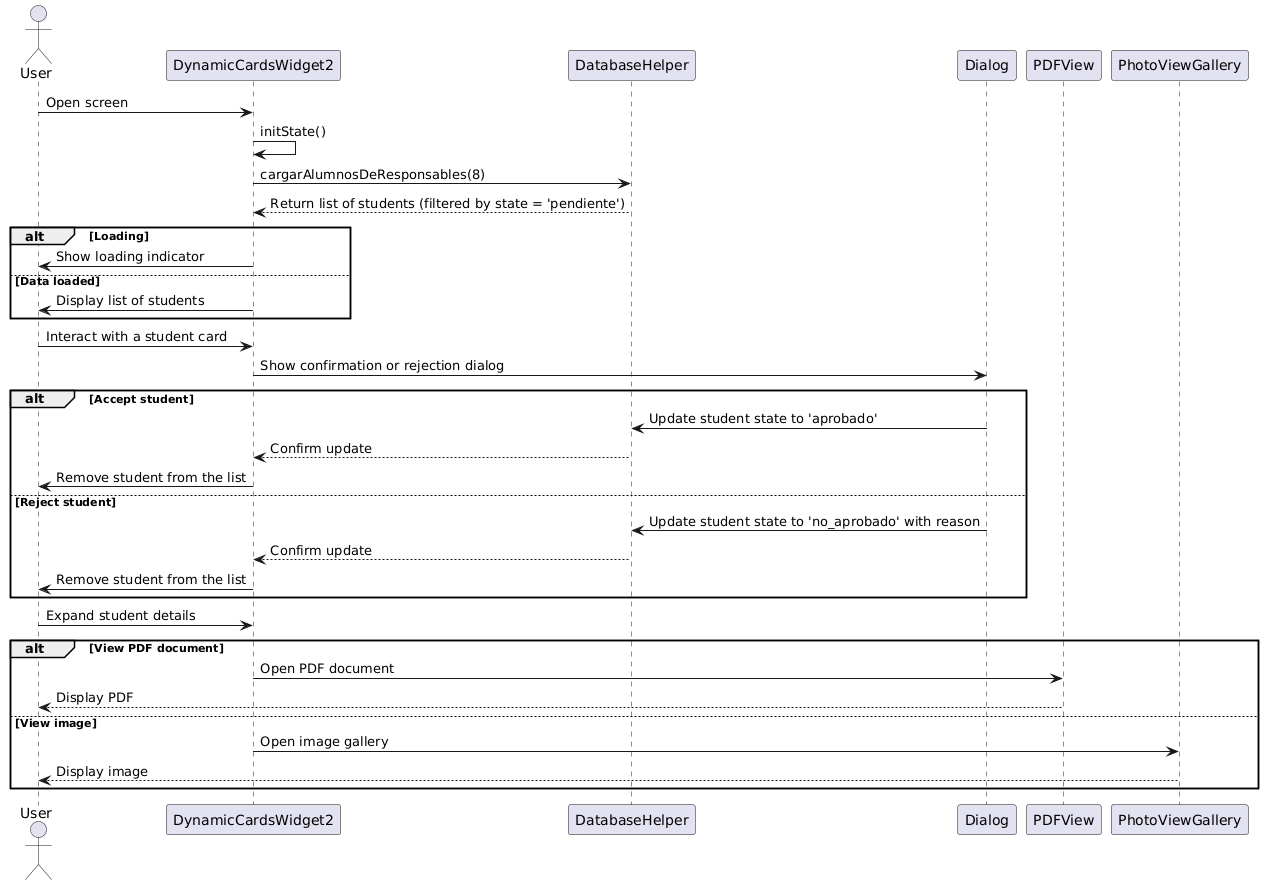 User
DynamicCardsWidget2
DatabaseHelper
Dialog
PDFView
PhotoViewGallery
Open screen
initState()
cargarAlumnosDeResponsables(8)
Return list of students (filtered by state = 'pendiente')
alt
[Loading]
Show loading indicator
[Data loaded]
Display list of students
Interact with a student card
Show confirmation or rejection dialog
alt
[Accept student]
Update student state to 'aprobado'
Confirm update
Remove student from the list
[Reject student]
Update student state to 'no_aprobado' with reason
Confirm update
Remove student from the list
Expand student details
alt
[View PDF document]
Open PDF document
Display PDF
[View image]
Open image gallery
Display image
User
DynamicCardsWidget2
DatabaseHelper
Dialog
PDFView
PhotoViewGallery